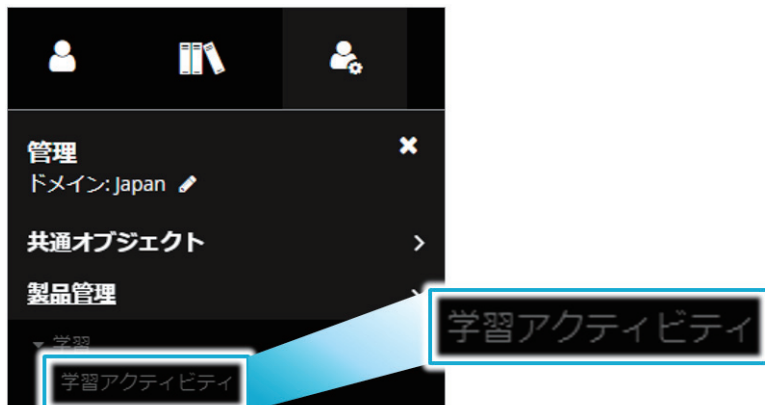 管理
ドメイン: Japan
共通オブジェクト
製品管理
学習
学習アクティビティ
学習アクティビティ